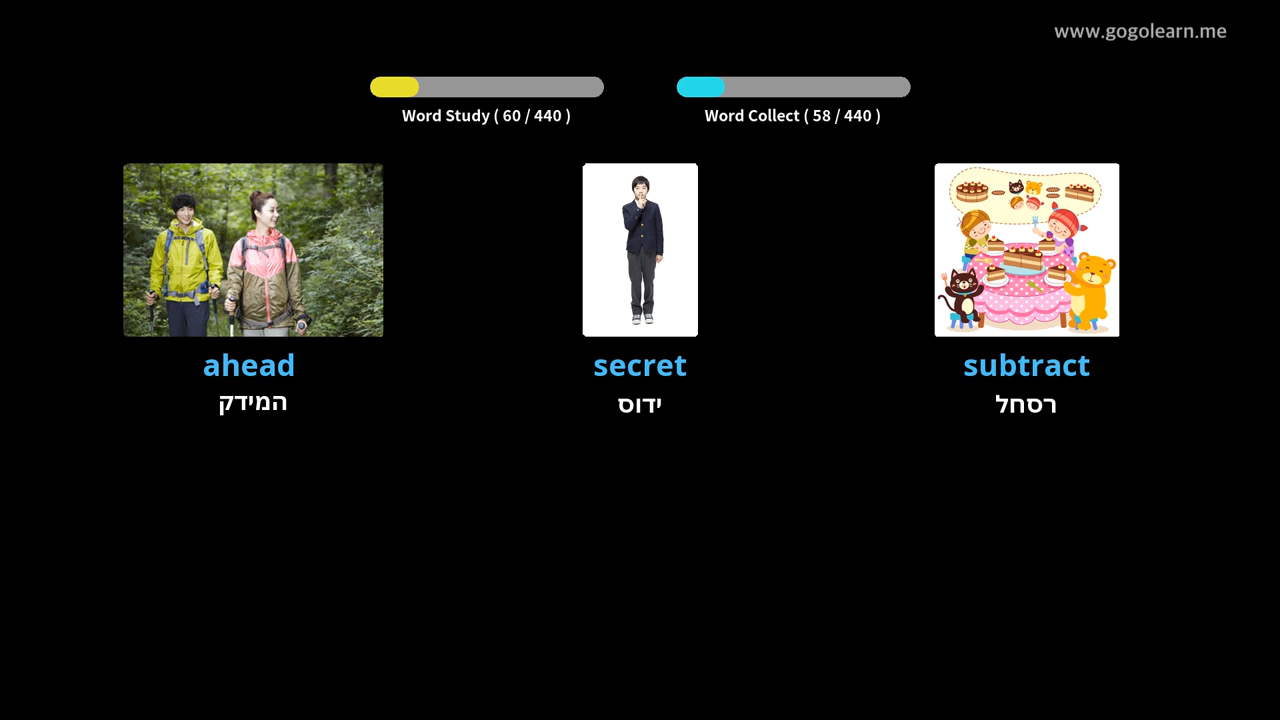 www.gogolearn.me
Word Study ( 60 / 440 )
Word Collect ( 58 / 440 )
ahead
המידק
secret
ידוס
subtract
רסחל